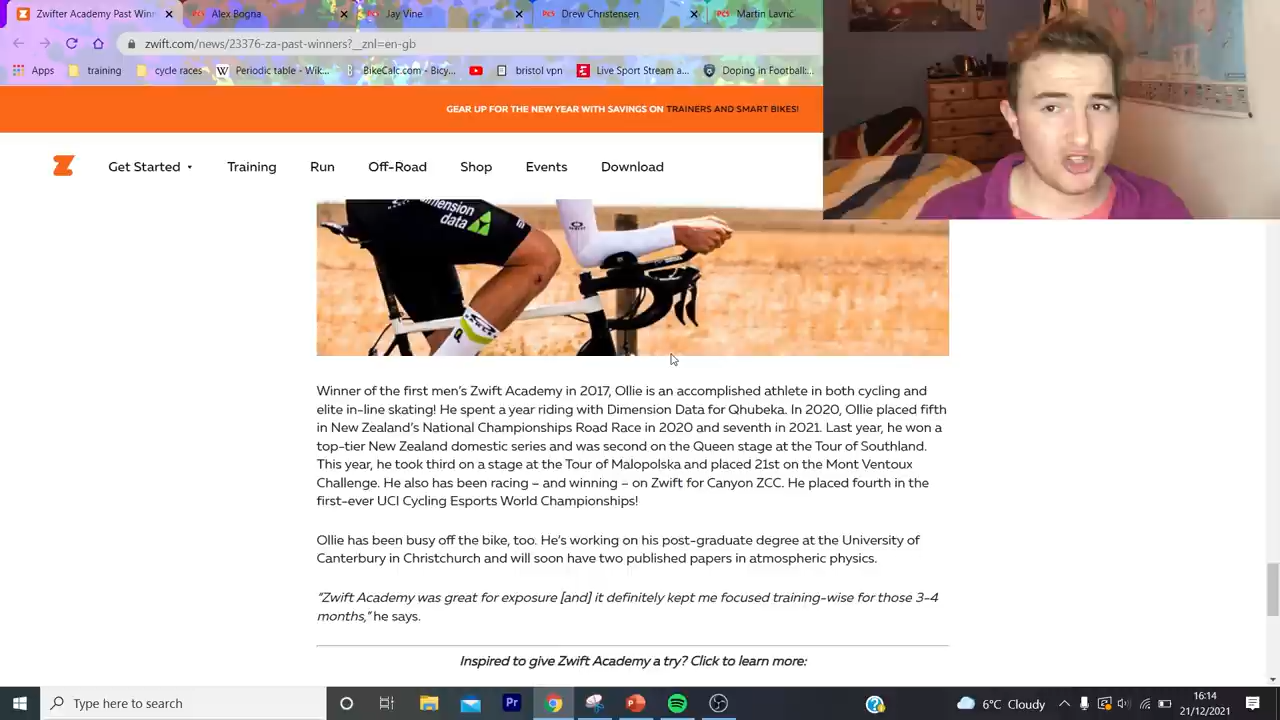 Zwift Academy Past Winn
Alex Bogna
Jay Vine
Drew Christensen
Martin Lavrič
zwift.com/news/23376-za-past-winners?__znl=en-gb
Apps
training
cycle races
Periodic table - Wik...
BikeCalc.com - Bicy...
bristol vpn
Live Sport Stream a...
Doping in Football:...
GEAR UP FOR THE NEW YEAR WITH SAVINGS ON TRAINERS AND SMART BIKES!
Get Started
Training
Run
Off-Road
Shop
Events
Download
dimension
data
Winner of the first men's Zwift Academy in 2017, Ollie is an accomplished athlete in both cycling and
elite in-line skating! He spent a year riding with Dimension Data for Qhubeka. In 2020, Ollie placed fifth
in New Zealand's National Championships Road Race in 2020 and seventh in 2021. Last year, he won a
top-tier New Zealand domestic series and was second on the Queen stage at the Tour of Southland.
This year, he took third on a stage at the Tour of Malopolska and placed 21st on the Mont Ventoux
Challenge. He also has been racing – and winning – on Zwift for Canyon ZCC. He placed fourth in the
first-ever UCI Cycling Esports World Championships!
Ollie has been busy off the bike, too. He's working on his post-graduate degree at the University of
Canterbury in Christchurch and will soon have two published papers in atmospheric physics.
"Zwift Academy was great for exposure [and] it definitely kept me focused training-wise for those 3-4
months," he says.
Inspired to give Zwift Academy a try? Click to learn more:
Type here to search
6°C Cloudy
16:14
21/12/2021